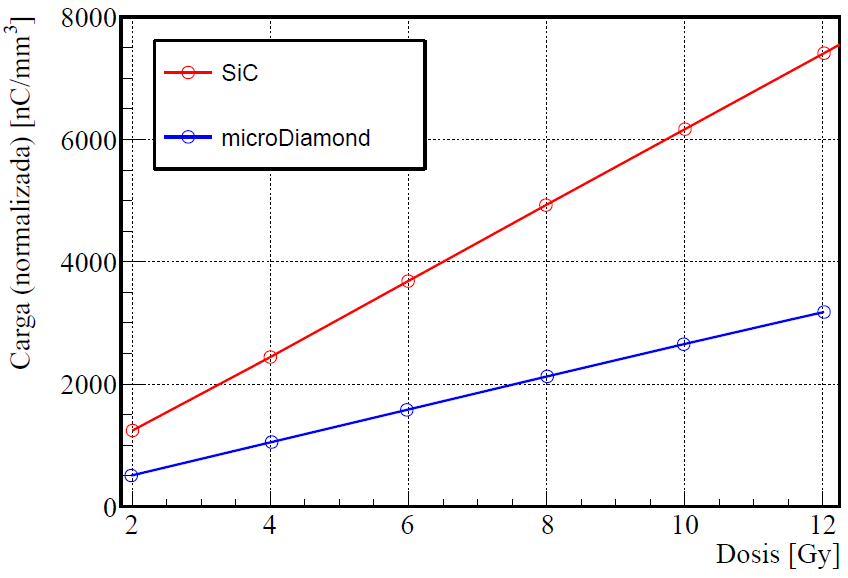 Carga (normalizada) [nC/mm³]
8000
6000
4000
2000
0
SiC
microDiamond
2 4 6 8 10 12
Dosis [Gy]